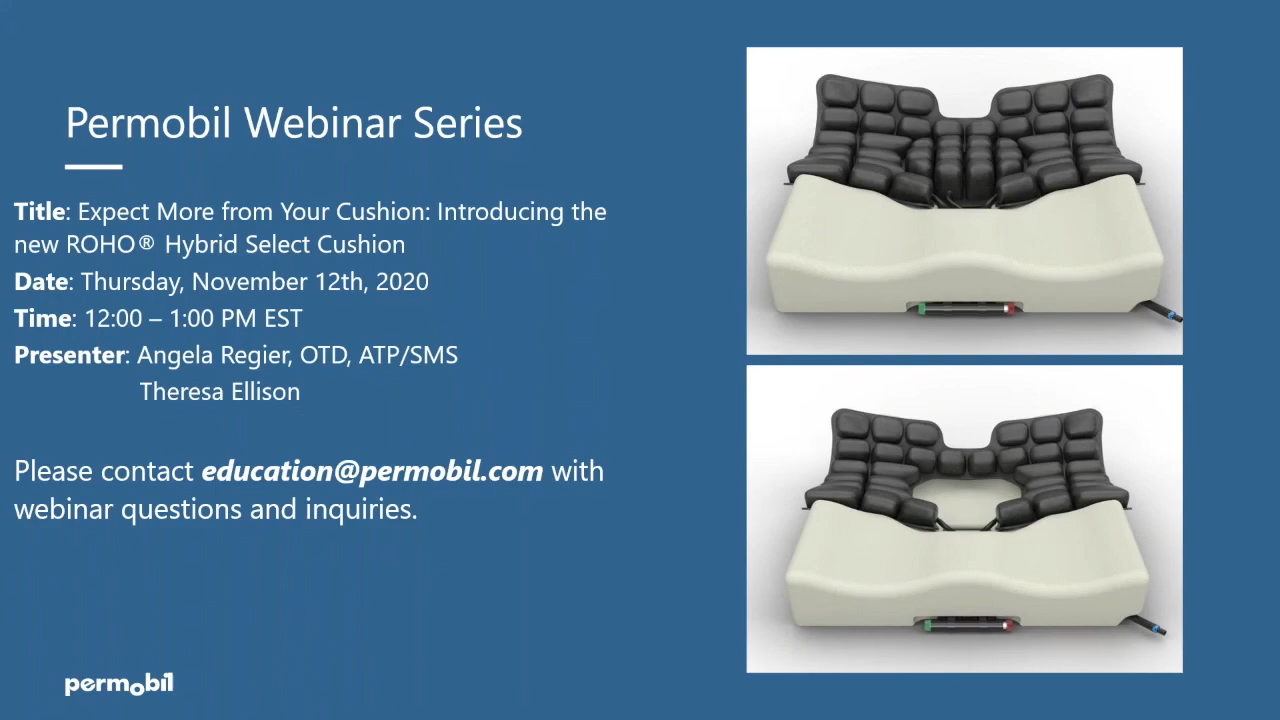 Permobil Webinar Series
Title: Expect More from Your Cushion: Introducing the
new ROHO® Hybrid Select Cushion
Date: Thursday, November 12th, 2020
Time: 12:00 – 1:00 PM EST
Presenter: Angela Regier, OTD, ATP/SMS
Theresa Ellison
Please contact education@permobil.com with
webinar questions and inquiries.
permobil